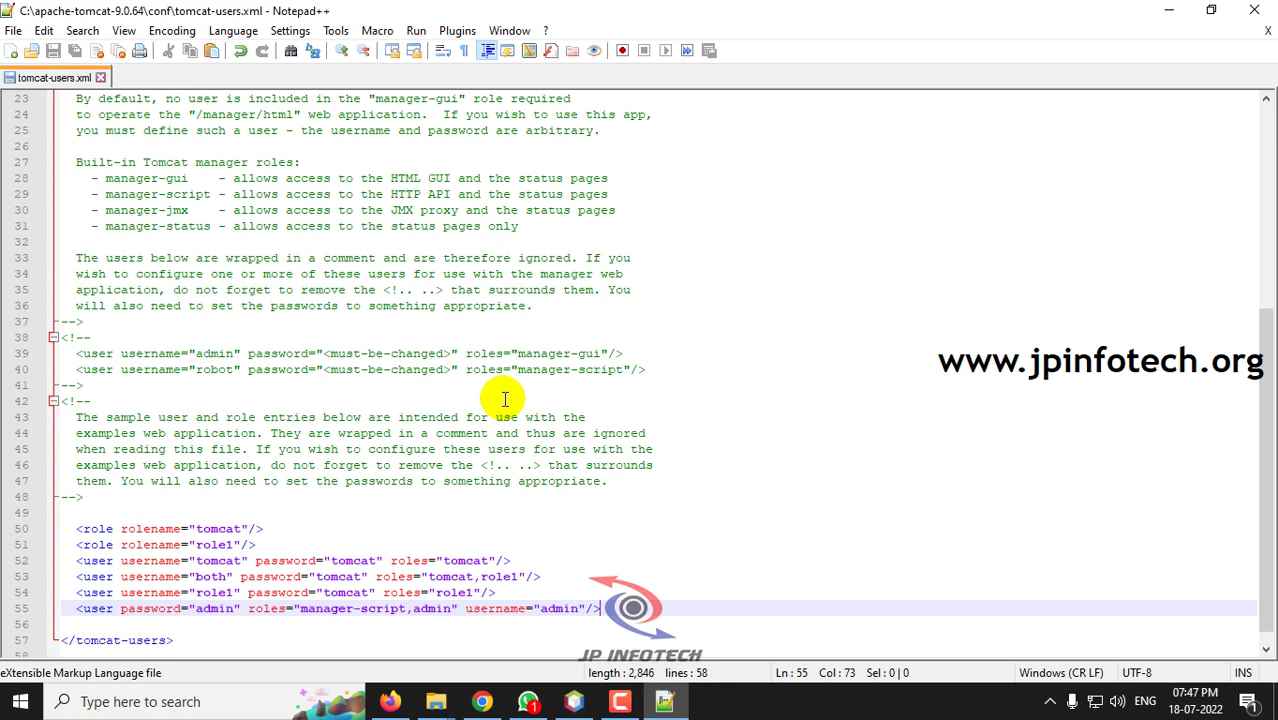 C:\apache-tomcat-9.0.64\conf\tomcat-users.xml - Notepad++
File Edit Search View Encoding Language Settings Tools Macro Run Plugins Window ? X
tomcat-users.xml
23 By default, no user is included in the "manager-gui" role required
24 to operate the "/manager/html" web application.  If you wish to use this app,
25 you must define such a user - the username and password are arbitrary.
26
27 Built-in Tomcat manager roles:
28 - manager-gui    - allows access to the HTML GUI and the status pages
29 - manager-script - allows access to the HTTP API and the status pages
30 - manager-jmx    - allows access to the JMX proxy and the status pages
31 - manager-status - allows access to the status pages only
32
33 The users below are wrapped in a comment and are therefore ignored. If you
34 wish to configure one or more of these users for use with the manager web
35 application, do not forget to remove the <!.. ..> that surrounds them. You
36 will also need to set the passwords to something appropriate.
37 -->
38 <!--
39 <user username="admin" password="<must-be-changed>" roles="manager-gui"/>
40 <user username="robot" password="<must-be-changed>" roles="manager-script"/>
41 -->
42 <!--
43 The sample user and role entries below are intended for use with the
44 examples web application. They are wrapped in a comment and thus are ignored
45 when reading this file. If you wish to configure these users for use with the
46 examples web application, do not forget to remove the <!.. ..> that surrounds
47 them. You will also need to set the passwords to something appropriate.
48 -->
49
50 <role rolename="tomcat"/>
51 <role rolename="role1"/>
52 <user username="tomcat" password="tomcat" roles="tomcat"/>
53 <user username="both" password="tomcat" roles="tomcat,role1"/>
54 <user username="role1" password="tomcat" roles="role1"/>
55 <user password="admin" roles="manager-script,admin" username="admin"/>
56
57 </tomcat-users>
58
www.jpinfotech.org
JP INFOTECH
eXtensible Markup Language file length : 2,846 lines : 58 Ln : 55 Col : 73 Sel : 0 | 0 Windows (CR LF) UTF-8 INS
Type here to search
1
ENG
07:47 PM
18-07-2022
1